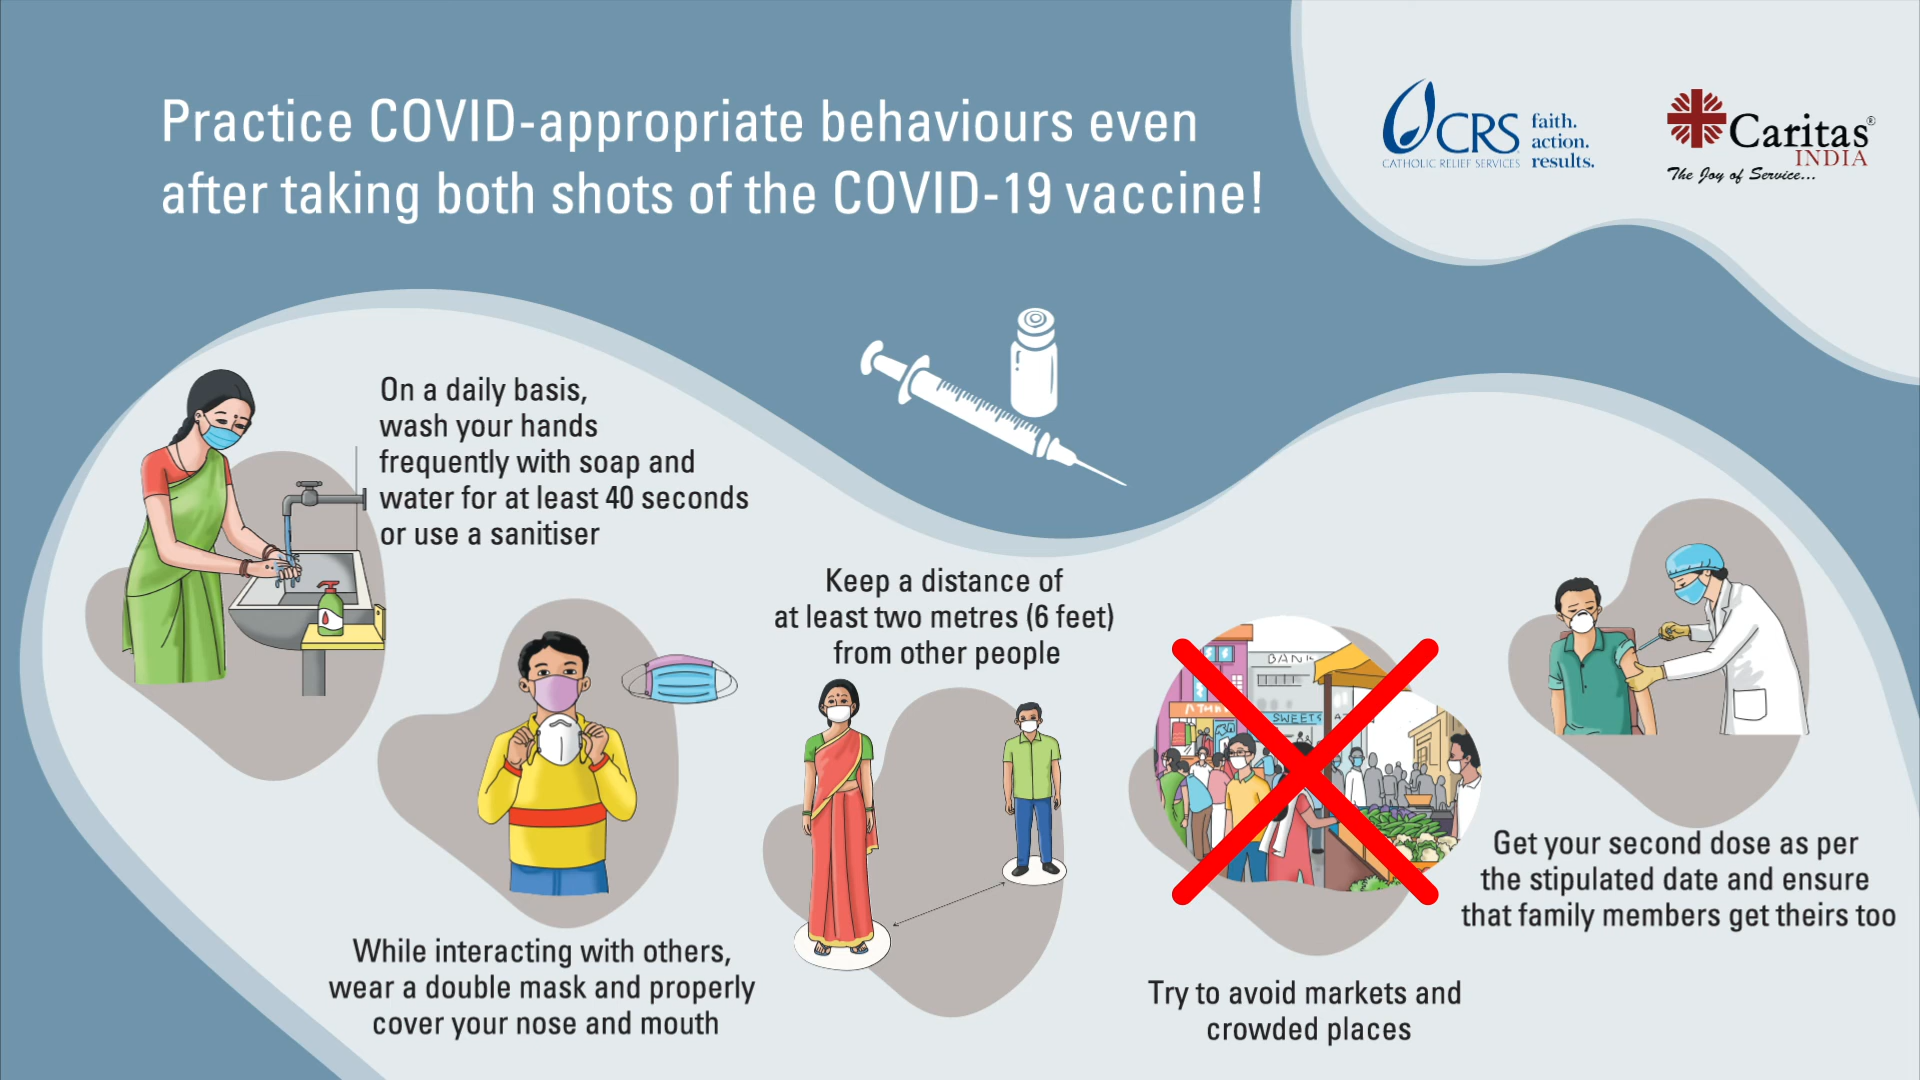 Practice COVID-appropriate behaviours even
after taking both shots of the COVID-19 vaccine!
CRS
CATHOLIC RELIEF SERVICES
faith.
action.
results.
Caritas®
INDIA
The Joy of Service...
On a daily basis,
wash your hands
frequently with soap and
water for at least 40 seconds
or use a sanitiser
While interacting with others,
wear a double mask and properly
cover your nose and mouth
Keep a distance of
at least two metres (6 feet)
from other people
BANK
SWEETS
Try to avoid markets and
crowded places
Get your second dose as per
the stipulated date and ensure
that family members get theirs too